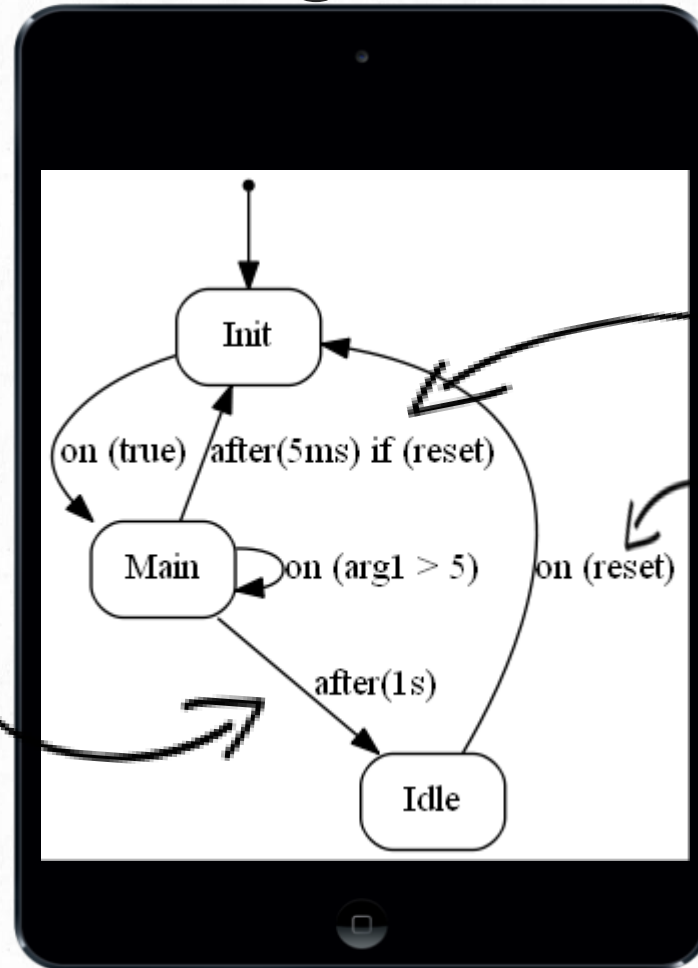 Init
on (true)
after(5ms) if (reset)
Main
on (arg1 > 5)
on (reset)
after(1s)
Idle